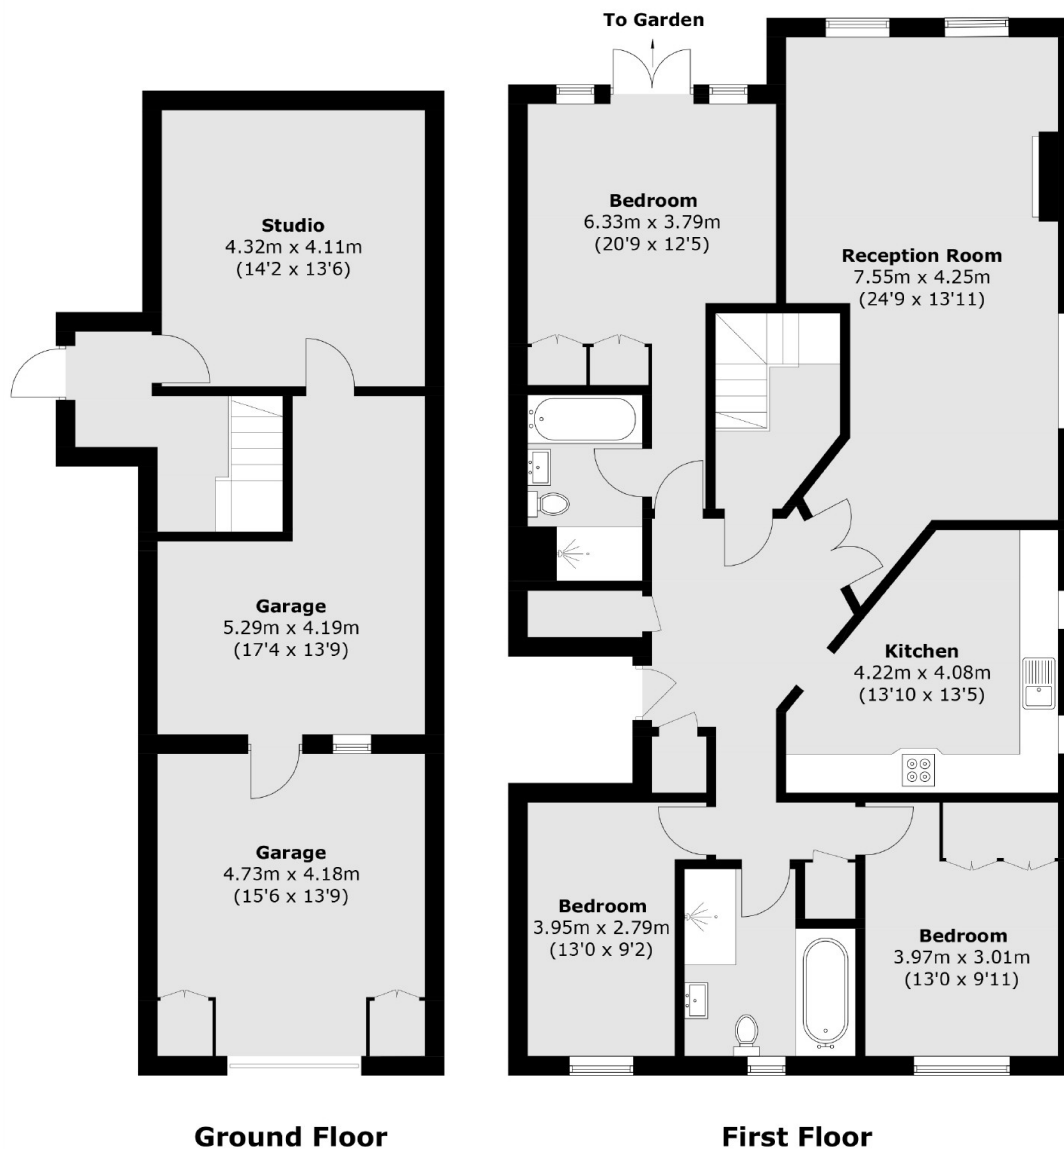 To Garden
Studio
4.32m x 4.11m
(14'2 x 13'6)
Bedroom
6.33m x 3.79m
(20'9 x 12'5)
Reception Room
7.55m x 4.25m
(24'9 x 13'11)
Garage
5.29m x 4.19m
(17'4 x 13'9)
Kitchen
4.22m x 4.08m
(13'10 x 13'5)
Garage
4.73m x 4.18m
(15'6 x 13'9)
Bedroom
3.95m x 2.79m
(13'0 x 9'2)
Bedroom
3.97m x 3.01m
(13'0 x 9'11)
Ground Floor
First Floor